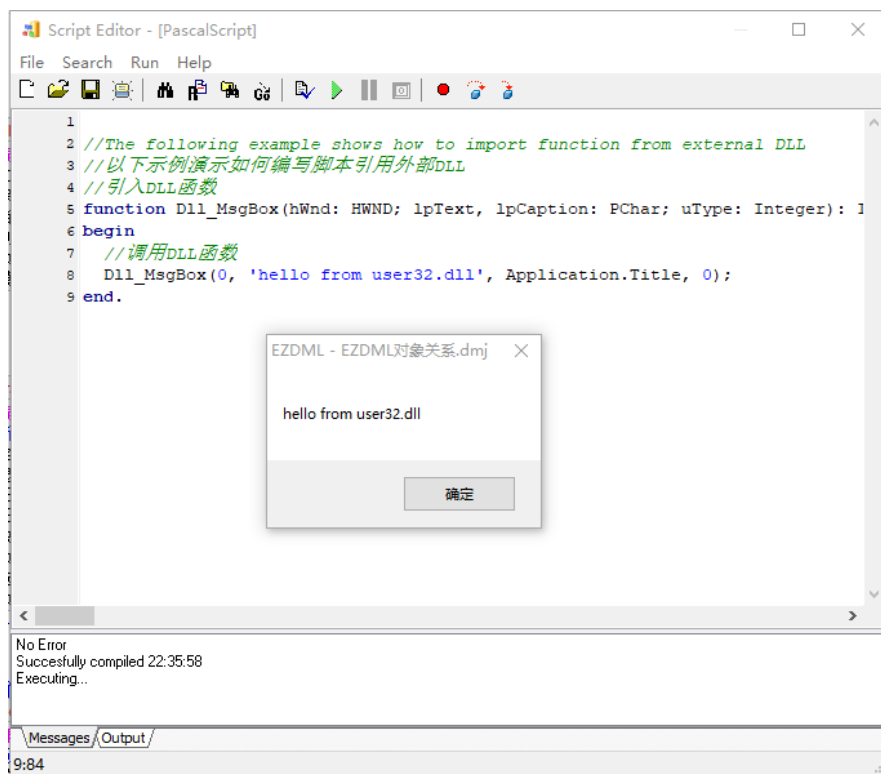 Script Editor - [PascalScript]
File Search Run Help
1
2 //The following example shows how to import function from external DLL
3 //以下示例演示如何编写脚本引用外部DLL
4 //引入DLL函数
5 function Dll_MsgBox(hWnd: HWND; lpText, lpCaption: PChar; uType: Integer):
6 begin
7 //调用DLL函数
8 Dll_MsgBox(0, 'hello from user32.dll', Application.Title, 0);
9 end.
EZDML - EZDML对象关系.dmj
hello from user32.dll
确定
No Error
Succesfully compiled 22:35:58
Executing...
Messages Output
9:84